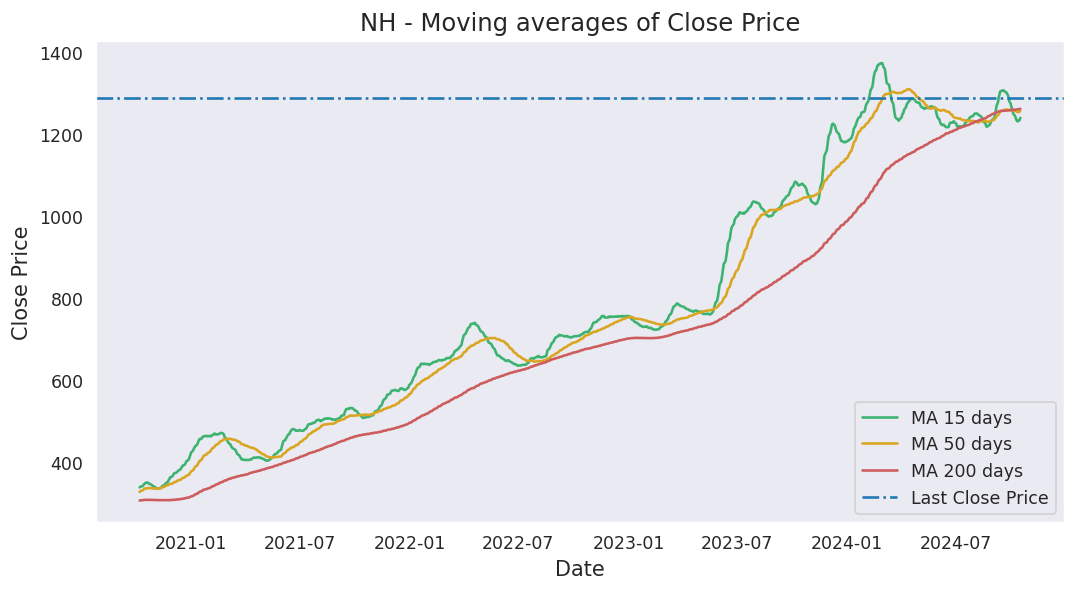 NH - Moving averages of Close Price
1400
1200
1000
800
600
400
Close Price
2021-01 2021-07 2022-01 2022-07 2023-01 2023-07 2024-01 2024-07
Date
MA 15 days
MA 50 days
MA 200 days
Last Close Price